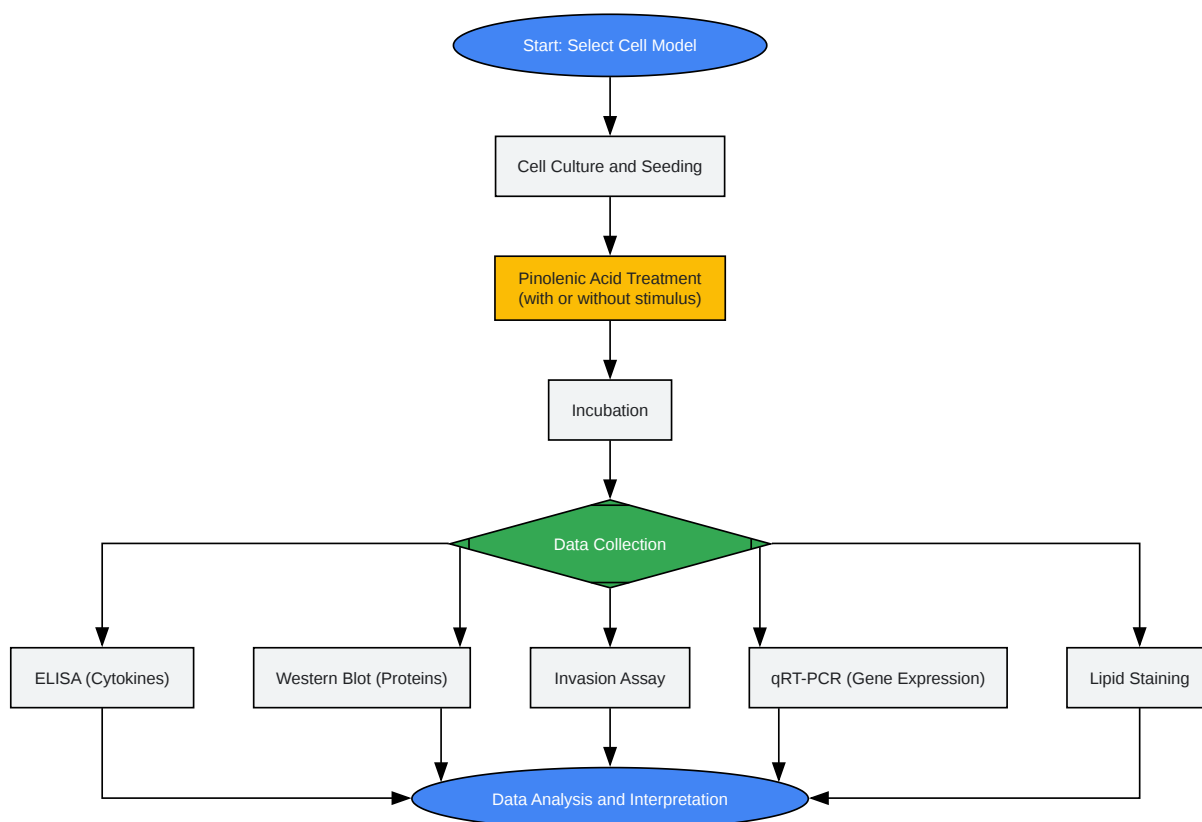 Start: Select Cell Model
Cell Culture and Seeding
Pinolenic Acid Treatment
(with or without stimulus)
Incubation
Data Collection
ELISA (Cytokines)
Western Blot (Proteins)
Invasion Assay
qRT-PCR (Gene Expression)
Lipid Staining
Data Analysis and Interpretation